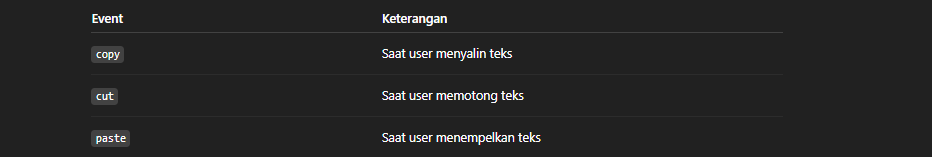 Event Keterangan
copy Saat user menyalin teks
cut Saat user memotong teks
paste Saat user menempelkan teks